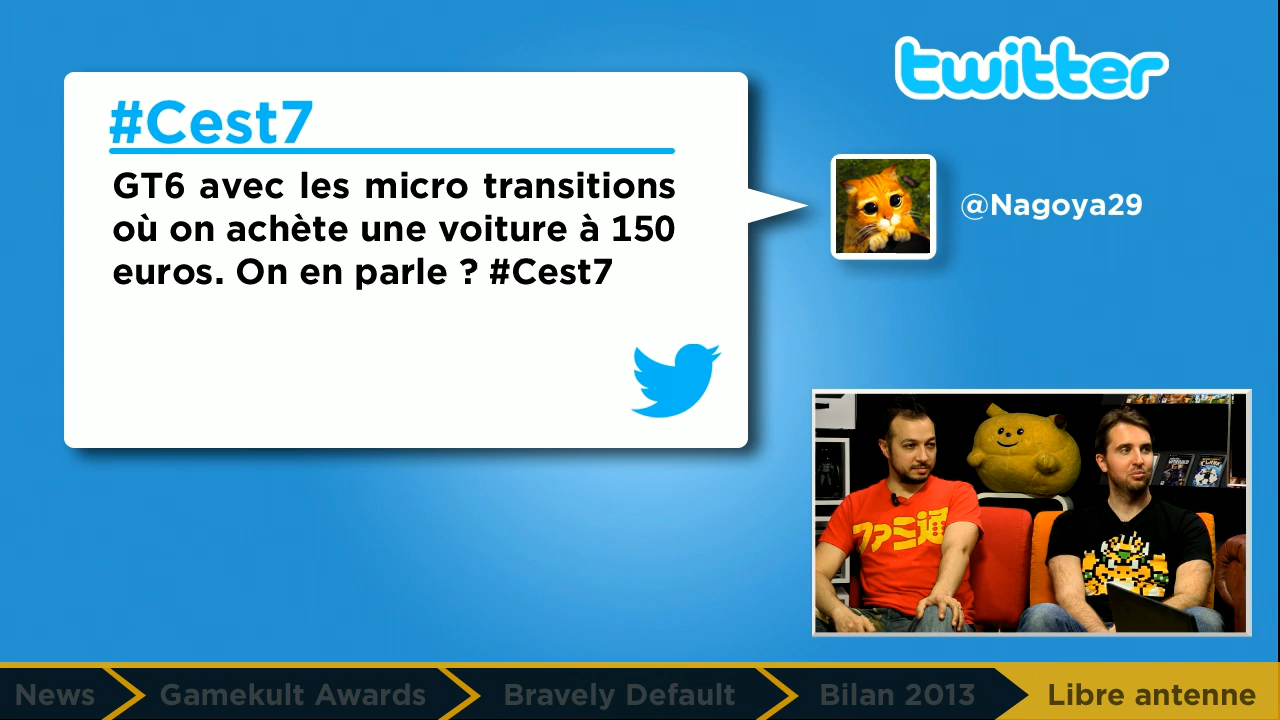 twitter
#Cest7
GT6 avec les micro transitions
où on achète une voiture à 150
euros. On en parle ? #Cest7
@Nagoya29
ファミ通
News
Gamekult Awards
Bravely Default
Bilan 2013
Libre antenne